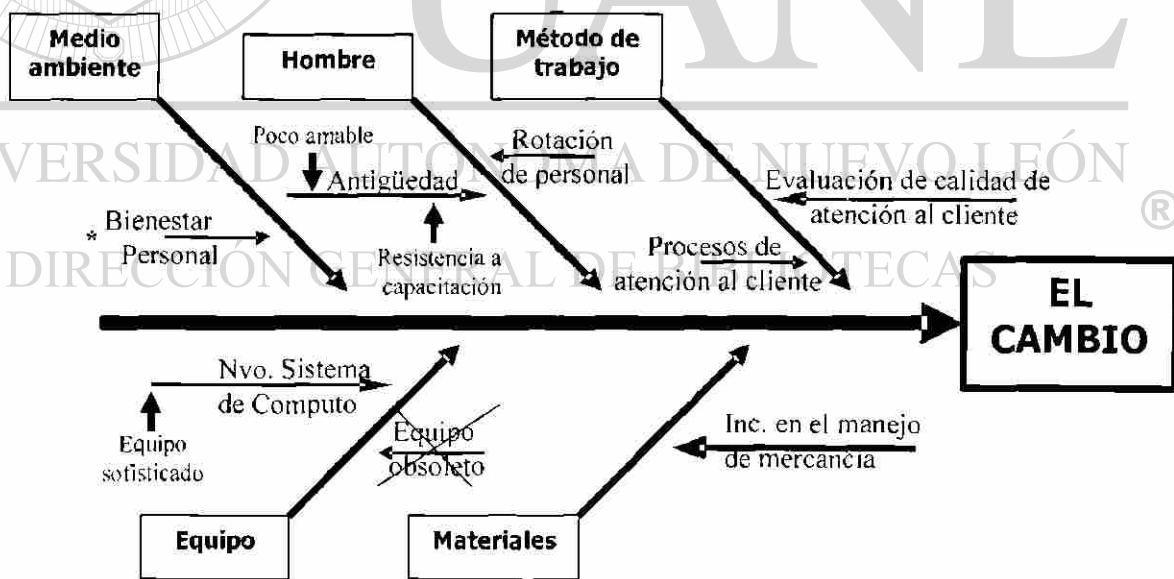 UANL
Medio
ambiente
Hombre
Método de
trabajo
Poco amable
Antigüedad
Rotación
de personal
Resistencia a
capacitación
* Bienestar
Personal
Evaluación de calidad de
atención al cliente
Procesos de
atención al cliente
VERSIDAD AUTÓNOMA DE NUEVO LEÓN
®
DIRECCIÓN GENERAL DE BIBLIOTECAS
EL
CAMBIO
Nvo. Sistema
de Computo
Equipo
sofisticado
Equipo
obsoleto
Inc. en el manejo
de mercancía
Equipo
Materiales